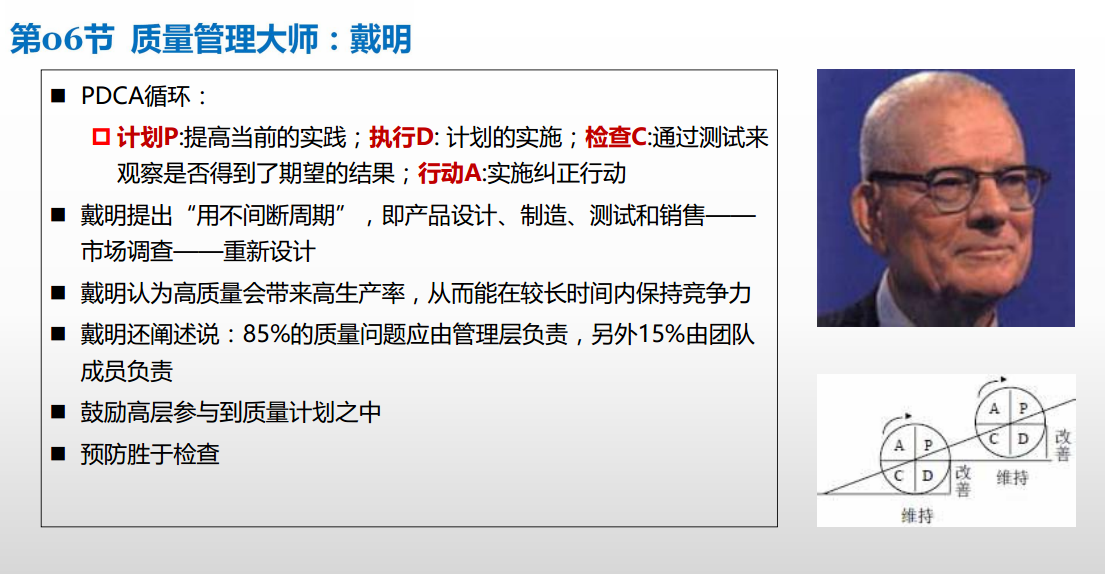 第06节 质量管理大师：戴明
PDCA循环：
计划P:提高当前的实践；执行D: 计划的实施；检查C:通过测试来
观察是否得到了期望的结果；行动A:实施纠正行动
戴明提出“用不间断周期”，即产品设计、制造、测试和销售——
市场调查——重新设计
戴明认为高质量会带来高生产率，从而能在较长时间内保持竞争力
戴明还阐述说：85%的质量问题应由管理层负责，另外15%由团队
成员负责
鼓励高层参与到质量计划之中
预防胜于检查
A P
C D
改善
维持
A P
C D
改善
维持